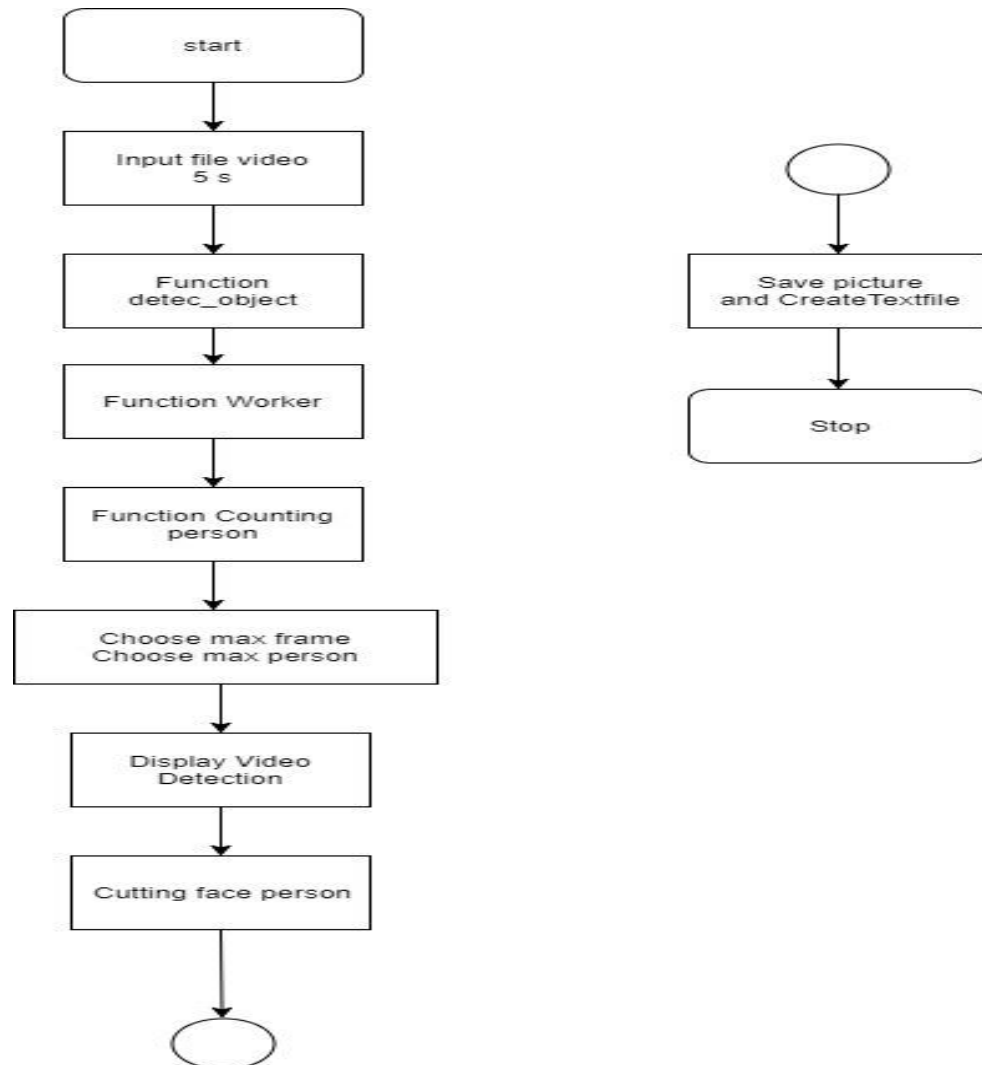 start
Input file video
5 s
Function
detec_object
Function Worker
Function Counting
person
Choose max frame
Choose max person
Display Video
Detection
Cutting face person
Save picture
and CreateTextfile
Stop